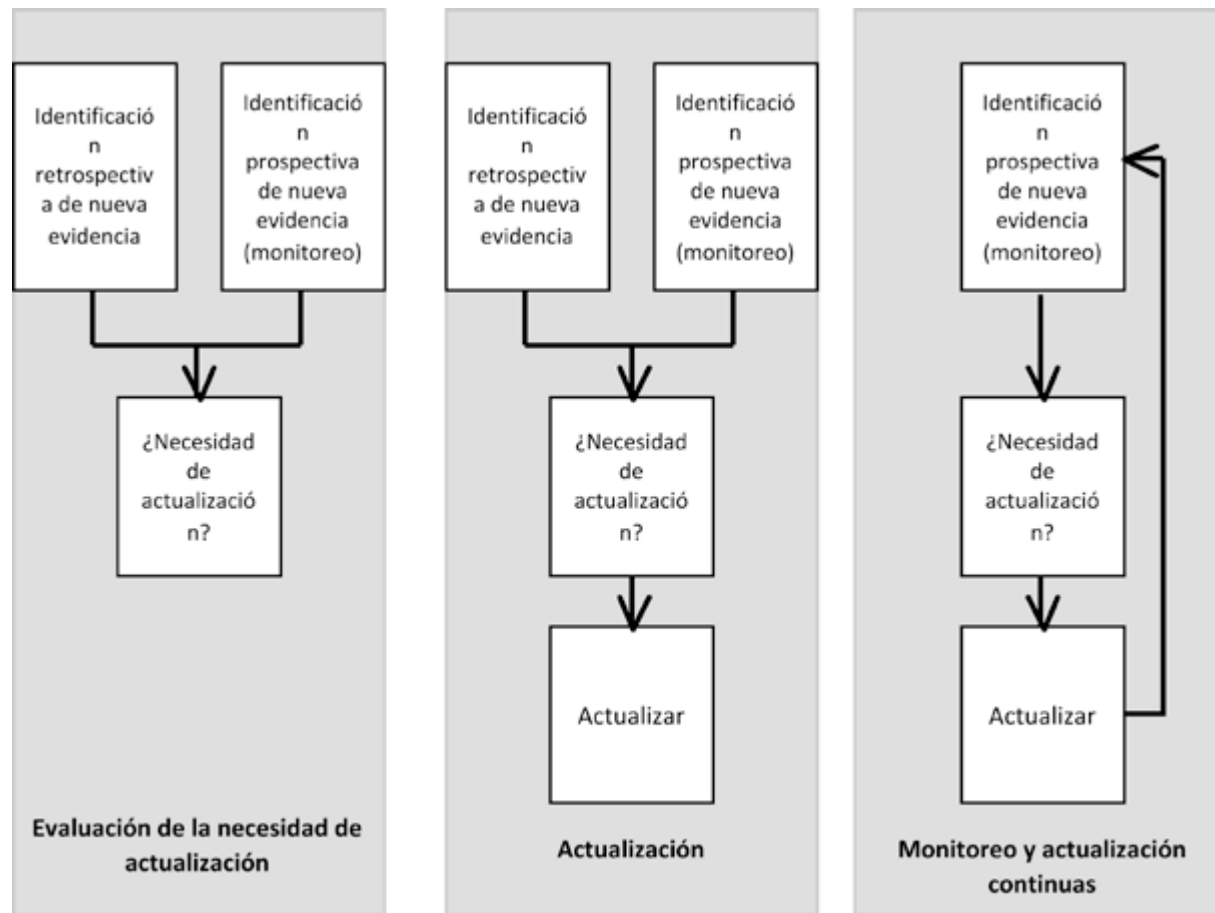 Identificació
n
retrospectiv
a de nueva
evidencia
Identificació
n
prospectiva
de nueva
evidencia
(monitoreo)
¿Necesidad
de
actualizació
n?
Evaluación de la necesidad de
actualización
Identificació
n
retrospectiv
a de nueva
evidencia
Identificació
n
prospectiva
de nueva
evidencia
(monitoreo)
¿Necesidad
de
actualizació
n?
Actualizar
Actualización
Identificació
n
prospectiva
de nueva
evidencia
(monitoreo)
¿Necesidad
de
actualizació
n?
Actualizar
Monitoreo y actualización
continuas